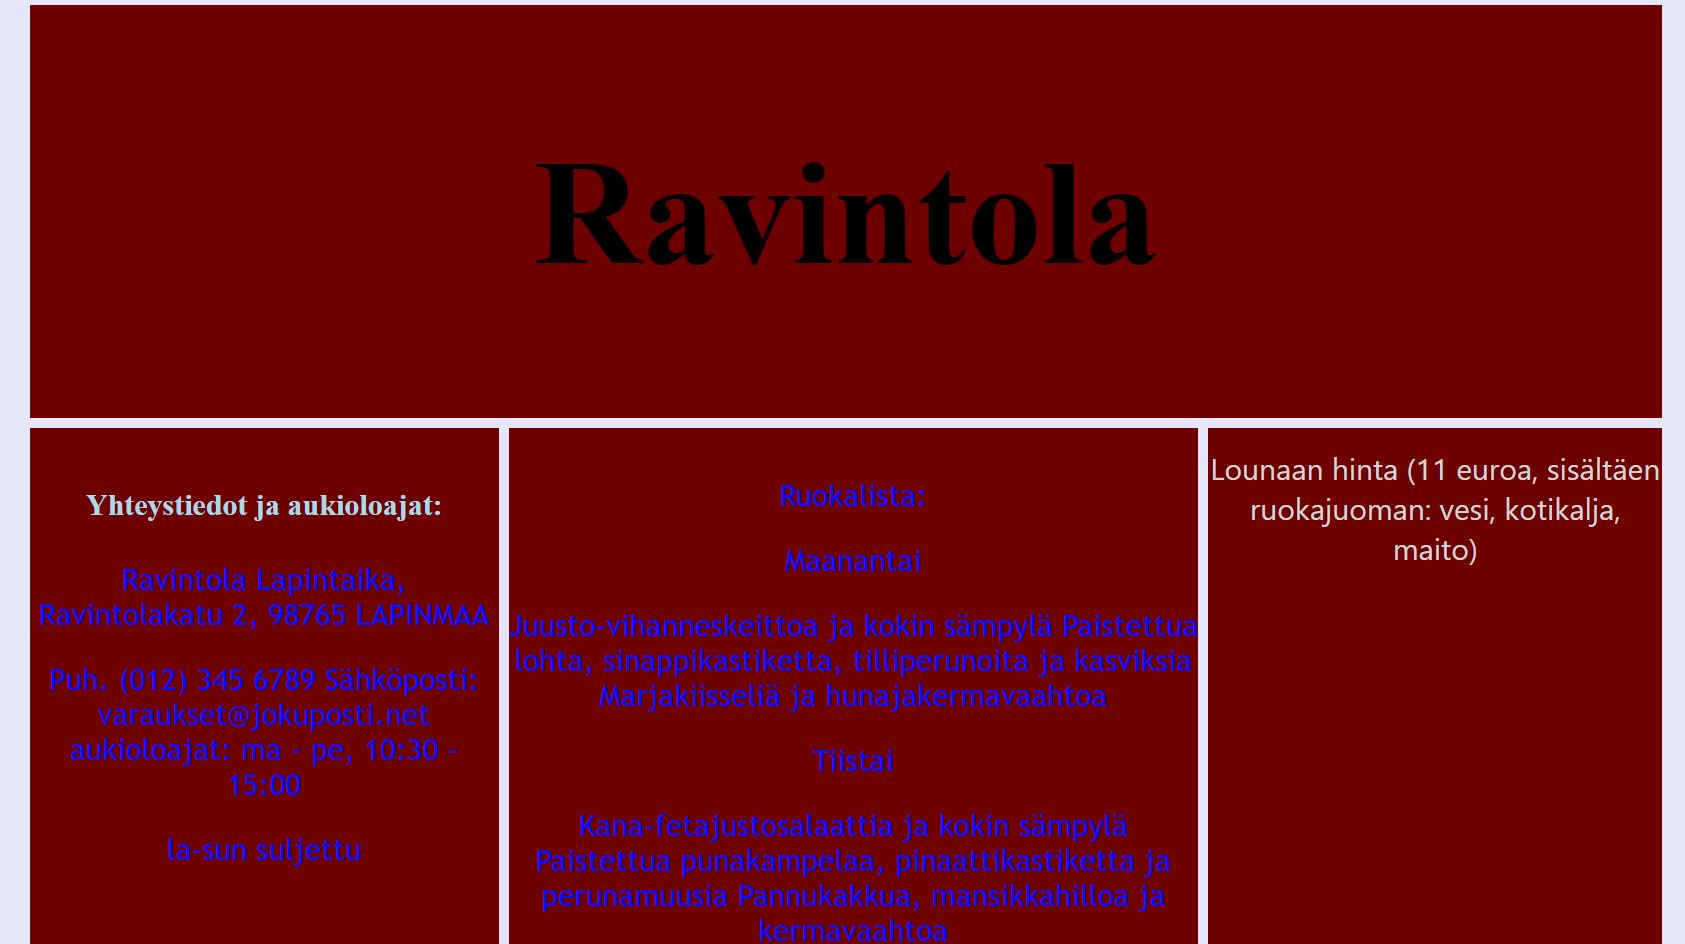 Ravintola
Yhteystiedot ja aukioloajat:
Ravintola Lapintaika,
Ravintolakatu 2, 98765 LAPINMAA
Puh. (012) 345 6789 Sähköposti:
varaukset@jokuposti.net
aukioloajat: ma - pe, 10:30 -
15:00
la-sun suljettu
Ruokalista:
Maanantai
Juusto-vihanneskeittoa ja kokin sämpylä Paistettua
lohta, sinappikastiketta, tilliperunoita ja kasviksia
Marjakiisseliä ja hunajakermavaahtoa
Tiistai
Kana-fetajustosalaattia ja kokin sämpylä
Paistettua punakampelaa, pinaattikastiketta ja
perunamuusia Pannukakkua, mansikkahilloa ja
kermavaahtoa
Lounaan hinta (11 euroa, sisältäen
ruokajuoman: vesi, kotikalja,
maito)